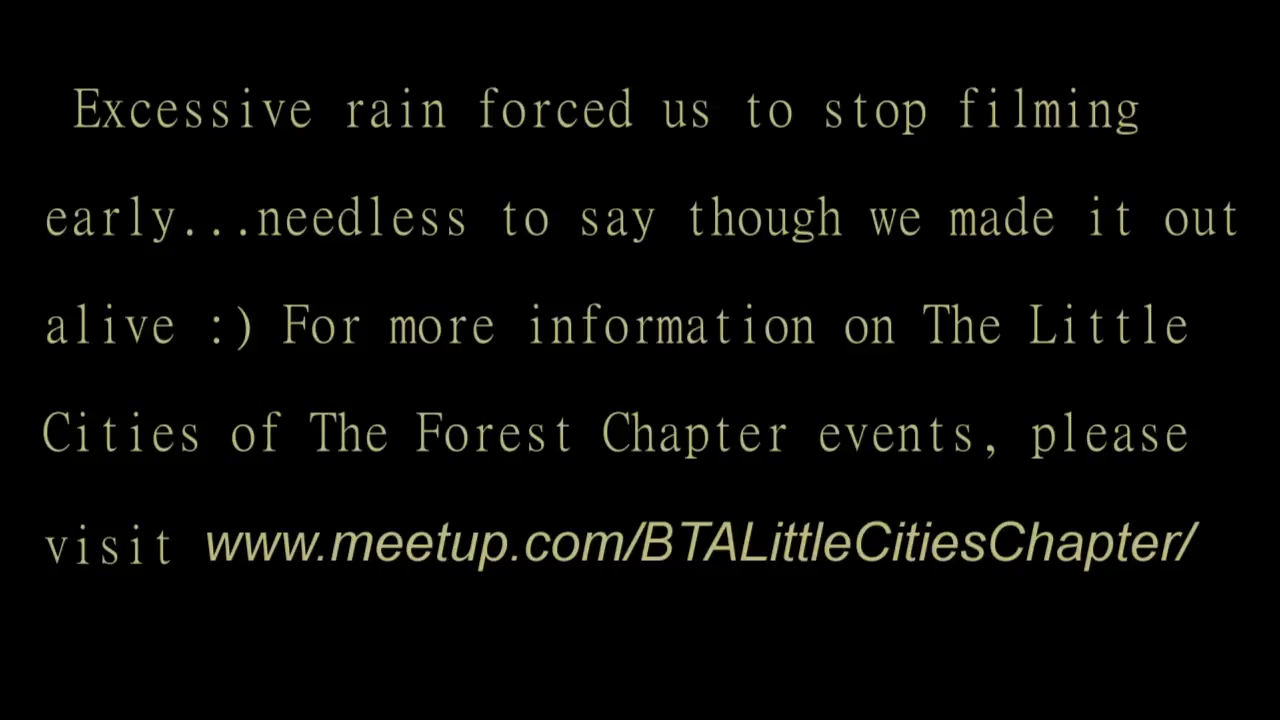 Excessive rain forced us to stop filming
early...needless to say though we made it out
alive :) For more information on The Little
Cities of The Forest Chapter events, please
visit www.meetup.com/BTALittleCitiesChapter/